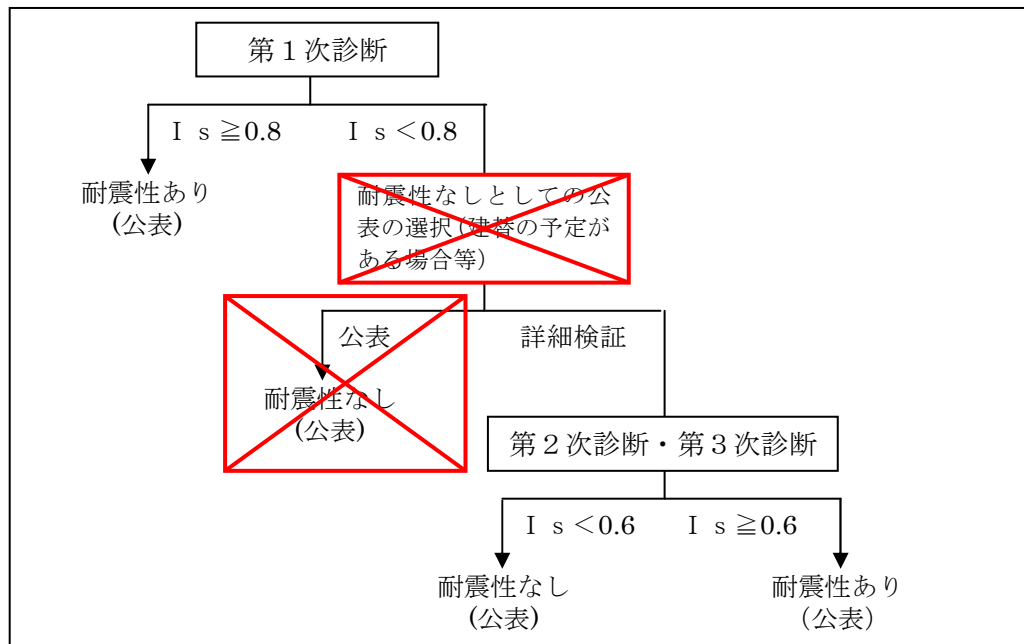 第１次診断
Ｉｓ≧0.8 Ｉｓ＜0.8
耐震性あり
(公表)
耐震性なしとしての公
表の選択(建替の予定が
ある場合等)
公表 詳細検証
耐震性なし
(公表)
第２次診断・第３次診断
Ｉｓ＜0.6 Ｉｓ≧0.6
耐震性なし
(公表)
耐震性あり
（公表）